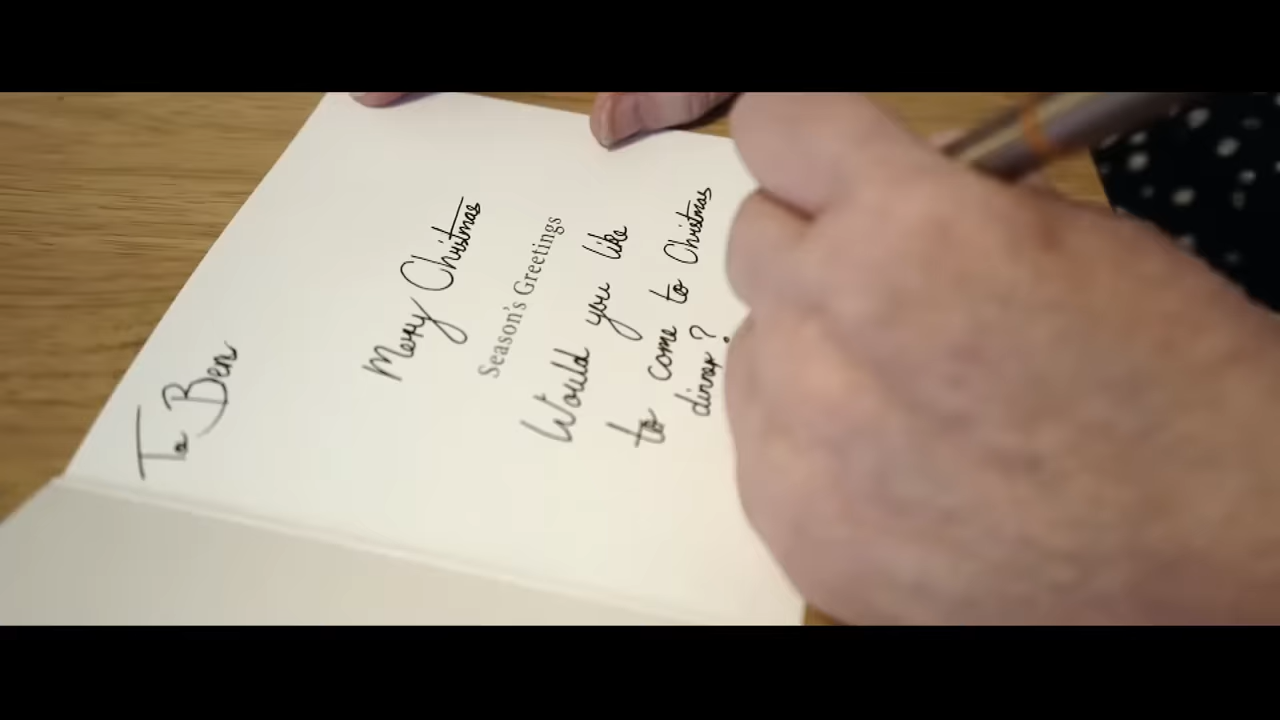 To Ben
Merry Christmas
Season's Greetings
Would you like
to come to Christmas
dinner?